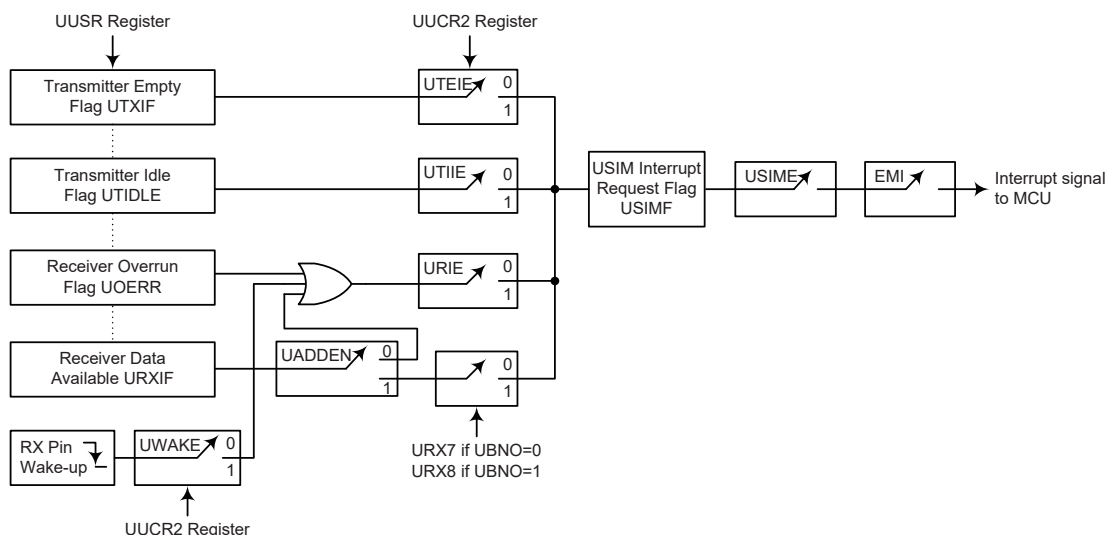 UUSR Register
UUCR2 Register
Transmitter Empty
Flag UTXIF
UTEIE
0
1
Transmitter Idle
Flag UTIDLE
UTIIE
0
1
USIM Interrupt
Request Flag
USIMF
USIME
EMI
Interrupt signal
to MCU
Receiver Overrun
Flag UOERR
URIE
0
1
Receiver Data
Available URXIF
UADDEN
0
1
0
1
RX Pin
Wake-up
UWAKE
0
1
URX7 if UBNO=0
URX8 if UBNO=1
UUCR2 Register